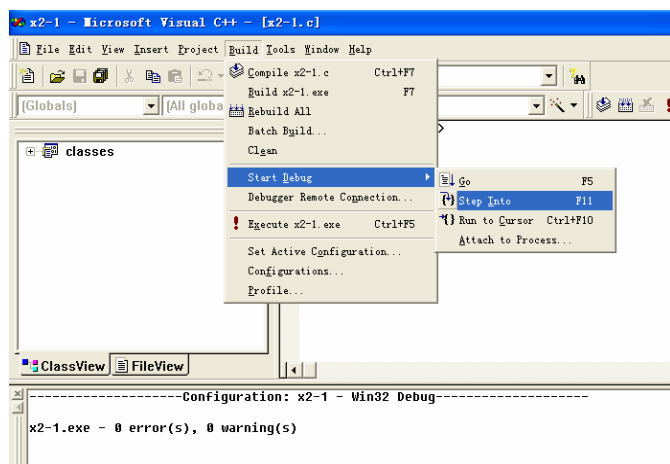 x2-1 - Microsoft Visual C++ - [x2-1.c]
File Edit View Insert Project Build Tools Window Help
(Globals) [All globa
Compile x2-1.c Ctrl+F7
Build x2-1.exe F7
Rebuild All
Batch Build...
Clean
Start Debug
Debugger Remote Connection...
Execute x2-1.exe Ctrl+F5
Set Active Configuration...
Configurations...
Profile...
Go F5
Step Into F11
Run to Cursor Ctrl+F10
Attach to Process...
>
classes
ClassView FileView
--------------------Configuration: x2-1 - Win32 Debug--------------------
x2-1.exe - 0 error(s), 0 warning(s)